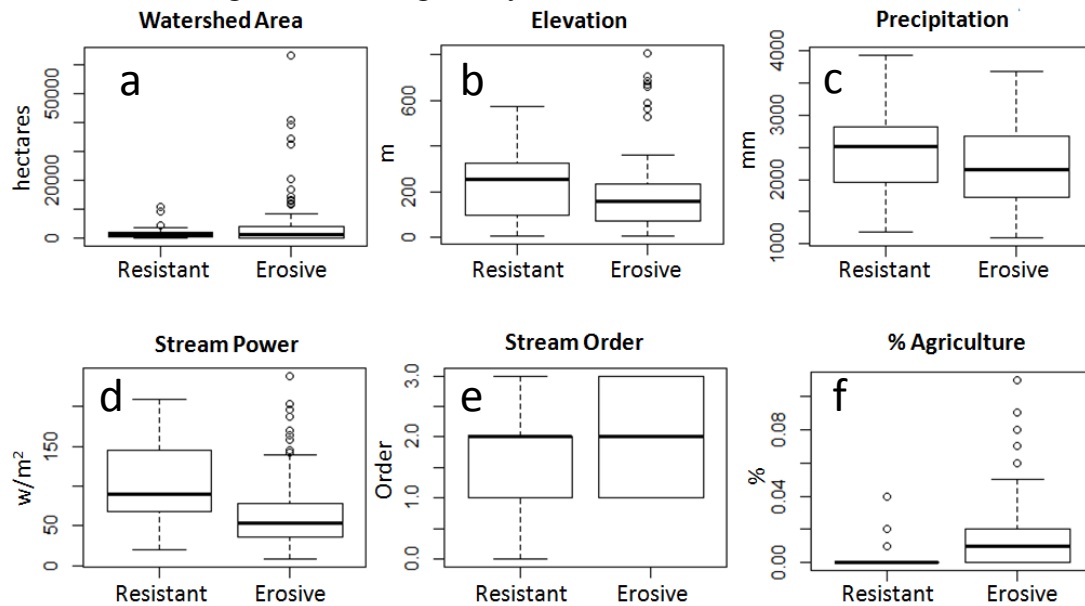 Watershed Area
a
hectares
50000
20000
0
Resistant Erosive
Elevation
b
m
600
200
0
Resistant Erosive
Precipitation
c
mm
4000
3000
2000
1000
Resistant Erosive
Stream Power
d
w/m²
150
50
0
Resistant Erosive
Stream Order
e
Order
3.0
2.0
1.0
0.0
Resistant Erosive
% Agriculture
f
%
0.08
0.04
0.00
Resistant Erosive